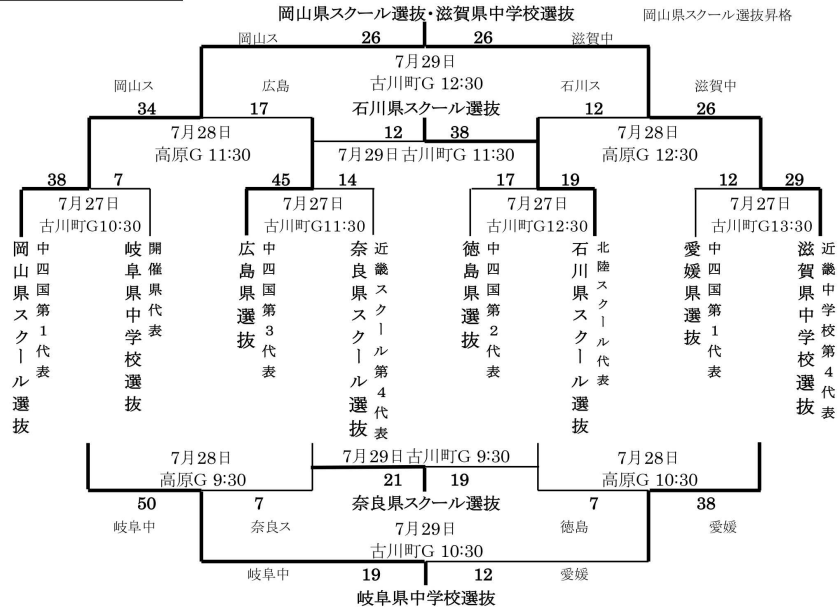 岡山県スクール選抜・滋賀県中学校選抜
岡山県スクール選抜昇格
岡山ス 26 26 滋賀中
7月29日
古川町G 12:30
岡山ス 広島 石川県スクール選抜 石川ス 滋賀中
34 17 12 26
12 38
7月28日
高原G 11:30
7月29日古川町G 11:30
7月28日
高原G 12:30
38 7 45 14 17 19 12 29
7月27日
古川町G10:30
7月27日
古川町G11:30
7月27日
古川町G12:30
7月27日
古川町G13:30
岡山県スクール選抜
中四国第1代表
岐阜県中学校選抜
開催県代表
広島県選抜
中四国第3代表
奈良県スクール選抜
近畿スクール第4代表
徳島県選抜
中四国第2代表
石川県スクール選抜
北陸スクール代表
愛媛県選抜
中四国第1代表
滋賀県中学校選抜
近畿中学校第4代表
7月28日
高原G 9:30
7月29日古川町G 9:30
7月28日
高原G 10:30
21 19
50 7 奈良県スクール選抜 7 38
岐阜中 奈良ス 徳島 愛媛
7月29日
古川町G 10:30
岐阜中 19 12 愛媛
岐阜県中学校選抜